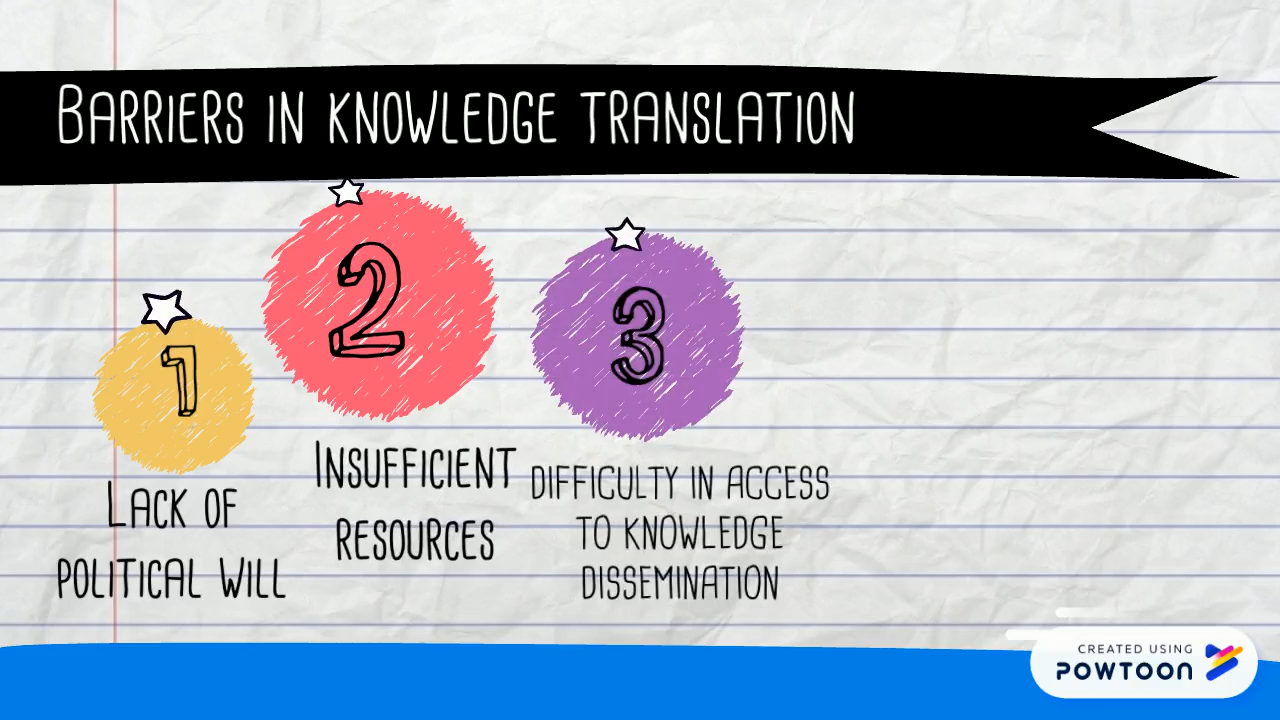 Barriers in knowledge translation
1
Lack of
political will
2
Insufficient
resources
3
difficulty in access
to knowledge
dissemination
CREATED USING
POWTOON